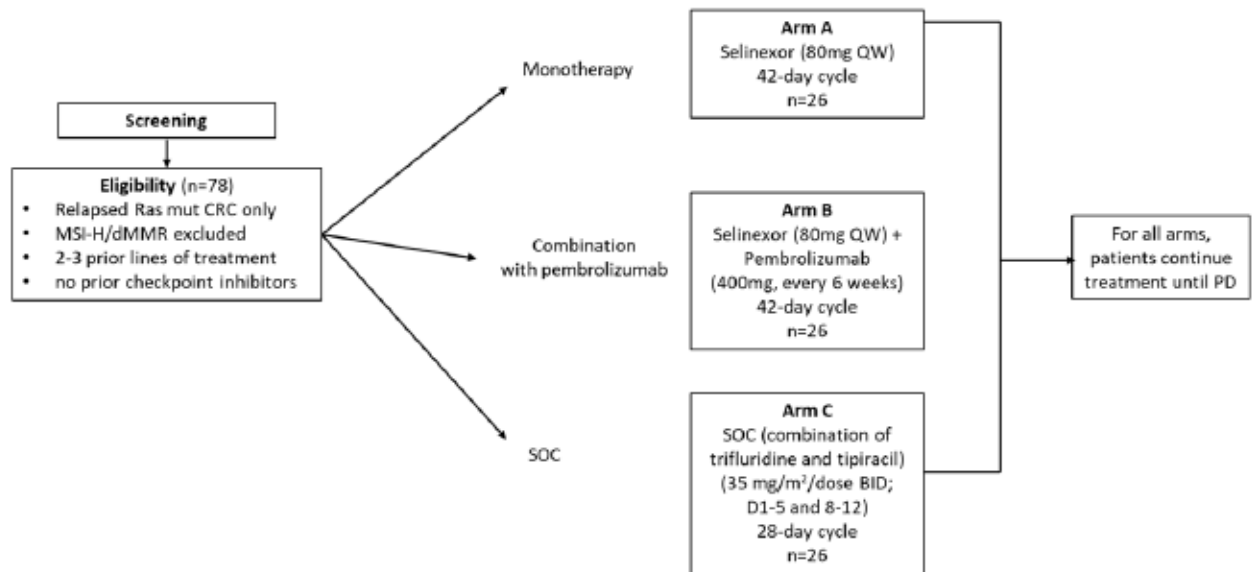 Screening
Eligibility (n=78)
• Relapsed Ras mut CRC only
• MSI-H/dMMR excluded
• 2-3 prior lines of treatment
• no prior checkpoint inhibitors
Monotherapy
Combination
with pembrolizumab
SOC
Arm A
Selinexor (80mg QW)
42-day cycle
n=26
Arm B
Selinexor (80mg QW) +
Pembrolizumab
(400mg, every 6 weeks)
42-day cycle
n=26
Arm C
SOC (combination of
trifluridine and tipiracil)
(35 mg/m²/dose BID;
D1-5 and 8-12)
28-day cycle
n=26
For all arms,
patients continue
treatment until PD